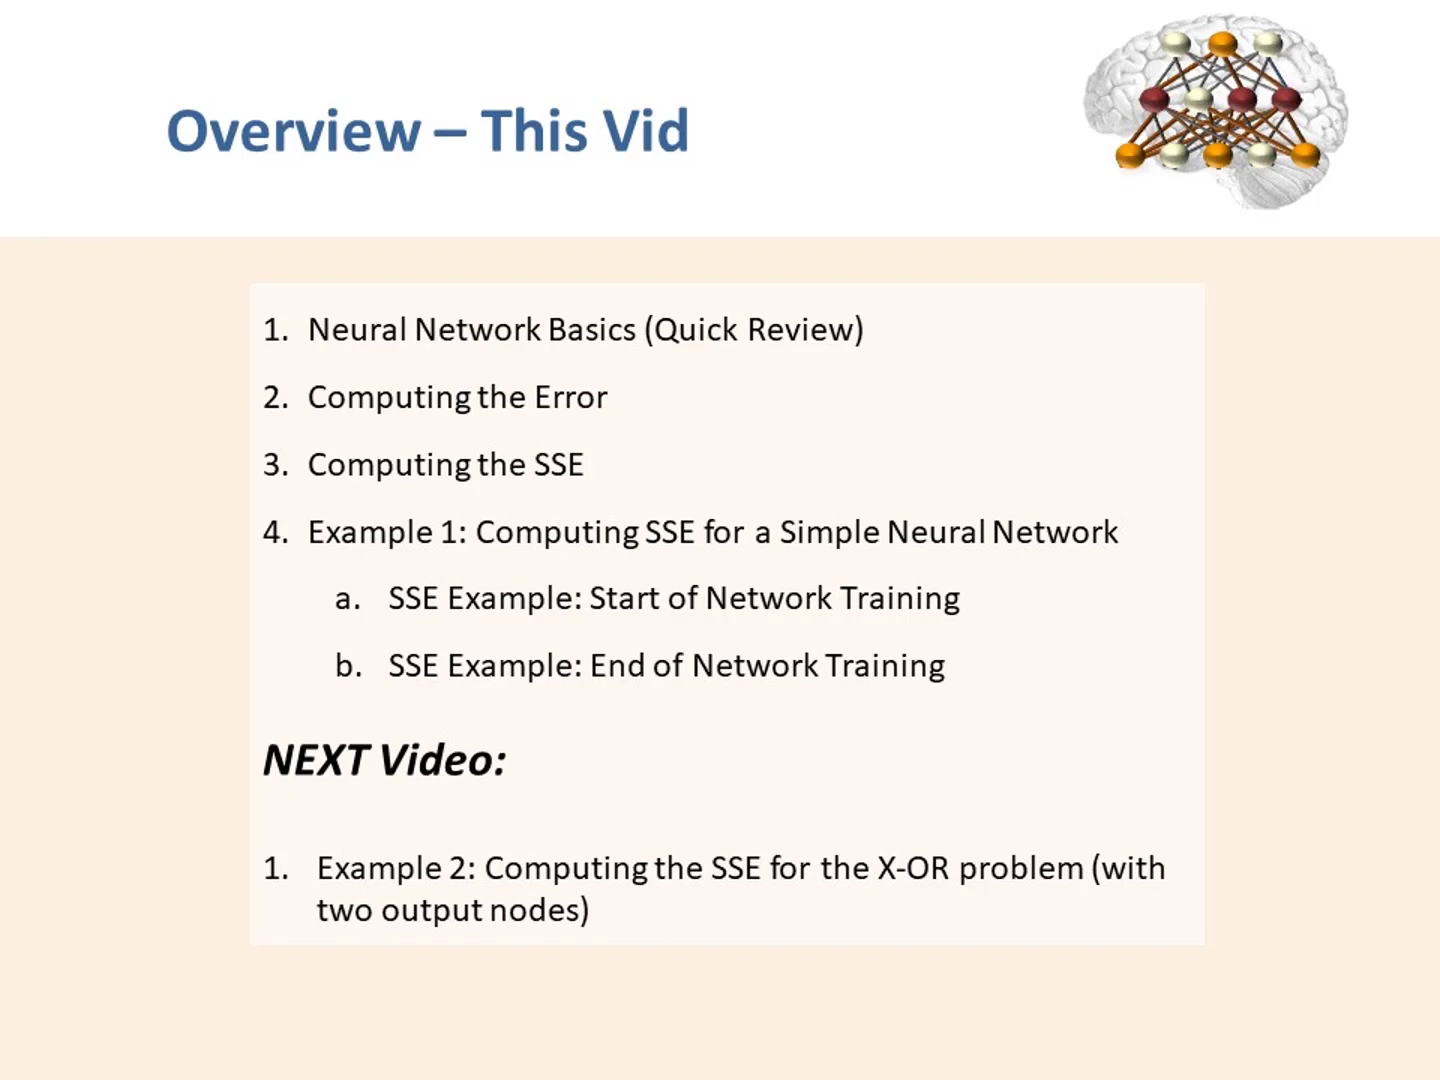 Overview – This Vid
1. Neural Network Basics (Quick Review)
2. Computing the Error
3. Computing the SSE
4. Example 1: Computing SSE for a Simple Neural Network
a. SSE Example: Start of Network Training
b. SSE Example: End of Network Training
NEXT Video:
1. Example 2: Computing the SSE for the X-OR problem (with
two output nodes)